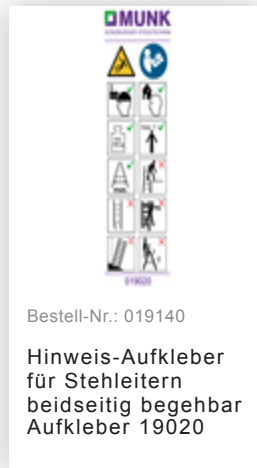 MUNK
019020
Bestell-Nr.: 019140
Hinweis-Aufkleber
für Stehleitern
beidseitig begehbar
Aufkleber 19020